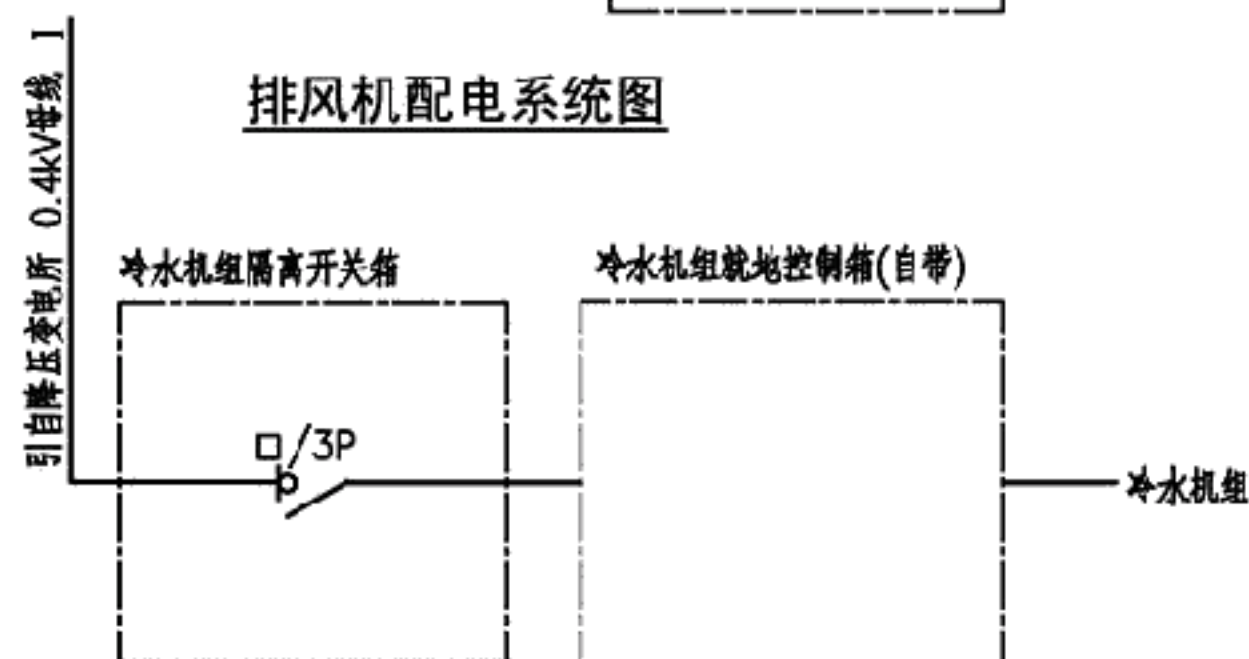 排风机配电系统图
引自降压变电所 0.4kV母线 I
冷水机组隔离开关箱
冷水机组就地控制箱(自带)
□/3P
冷水机组